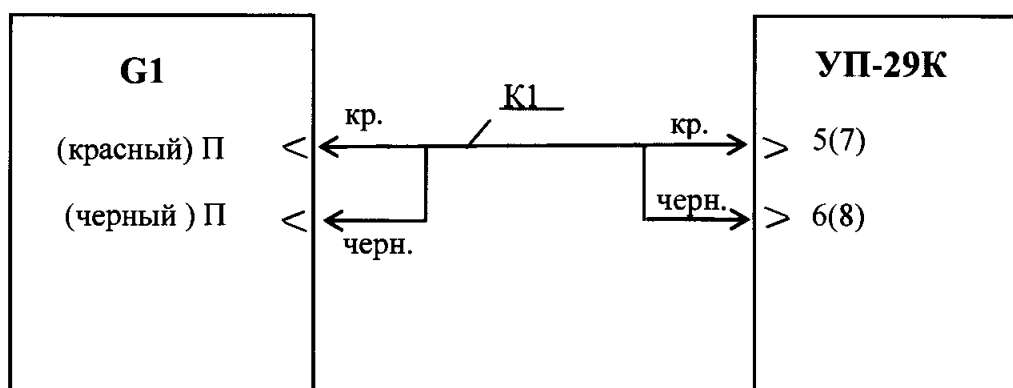 G1
УП-29К
К1
кр.
кр.
(красный) П
5(7)
(черный ) П
6(8)
черн.
черн.